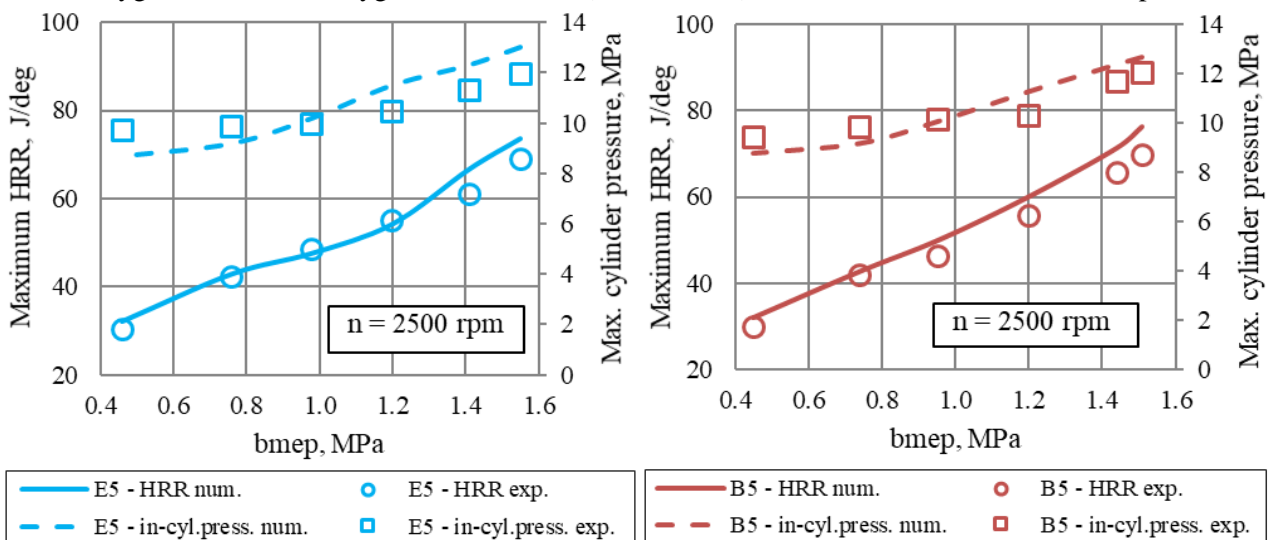 100
80
60
40
20
Maximum HRR, J/deg
14
12
10
8
6
4
2
0
Max. cylinder pressure, MPa
n = 2500 rpm
0.4 0.6 0.8 1.0 1.2 1.4 1.6
bmep, MPa
E5 - HRR num. E5 - HRR exp.
E5 - in-cyl.press. num. E5 - in-cyl.press. exp.
100
80
60
40
20
Maximum HRR, J/deg
14
12
10
8
6
4
2
0
Max. cylinder pressure, MPa
n = 2500 rpm
0.4 0.6 0.8 1.0 1.2 1.4 1.6
bmep, MPa
B5 - HRR num. B5 - HRR exp.
B5 - in-cyl.press. num. B5 - in-cyl.press. exp.